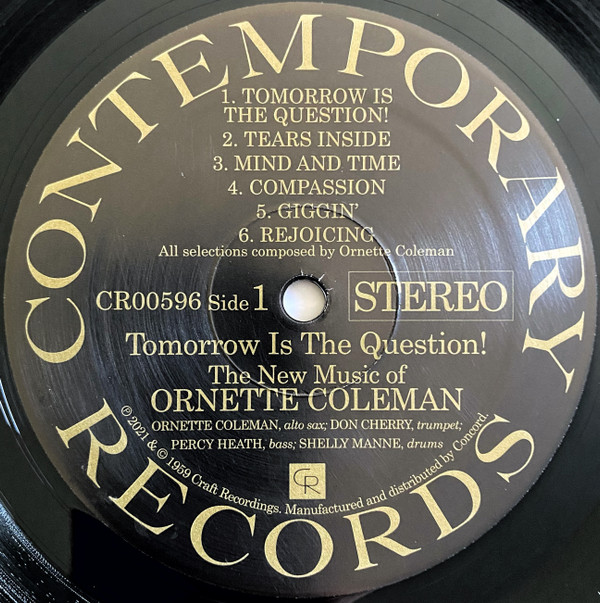 CONTEMPORARY
1. TOMORROW IS
THE QUESTION!
2. TEARS INSIDE
3. MIND AND TIME
4. COMPASSION
5. GIGGIN'
6. REJOICING
All selections composed by Ornette Coleman
CR00596 Side 1
STEREO
Tomorrow Is The Question!
The New Music of
ORNETTE COLEMAN
ORNETTE COLEMAN, alto sax; DON CHERRY, trumpet;
PERCY HEATH, bass; SHELLY MANNE, drums
CR
℗ 2021 & © 1959 Craft Recordings. Manufactured and distributed by Concord.
RECORDS